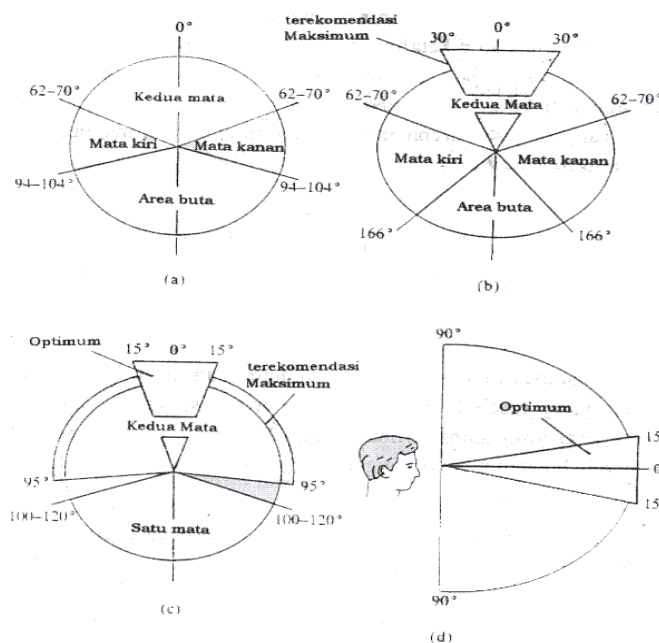 0°
62–70°
62–70°
Kedua mata
Mata kiri
Mata kanan
94–104°
94–104°
Area buta
(a)
terekomendasi
Maksimum
30°
0°
30°
62–70°
62–70°
Kedua Mata
Mata kiri
Mata kanan
Area buta
166°
166°
(b)
Optimum
15°
0°
15°
terekomendasi
Maksimum
Kedua Mata
95°
95°
100–120°
100–120°
Satu mata
(c)
90°
Optimum
15
0
15
90°
(d)